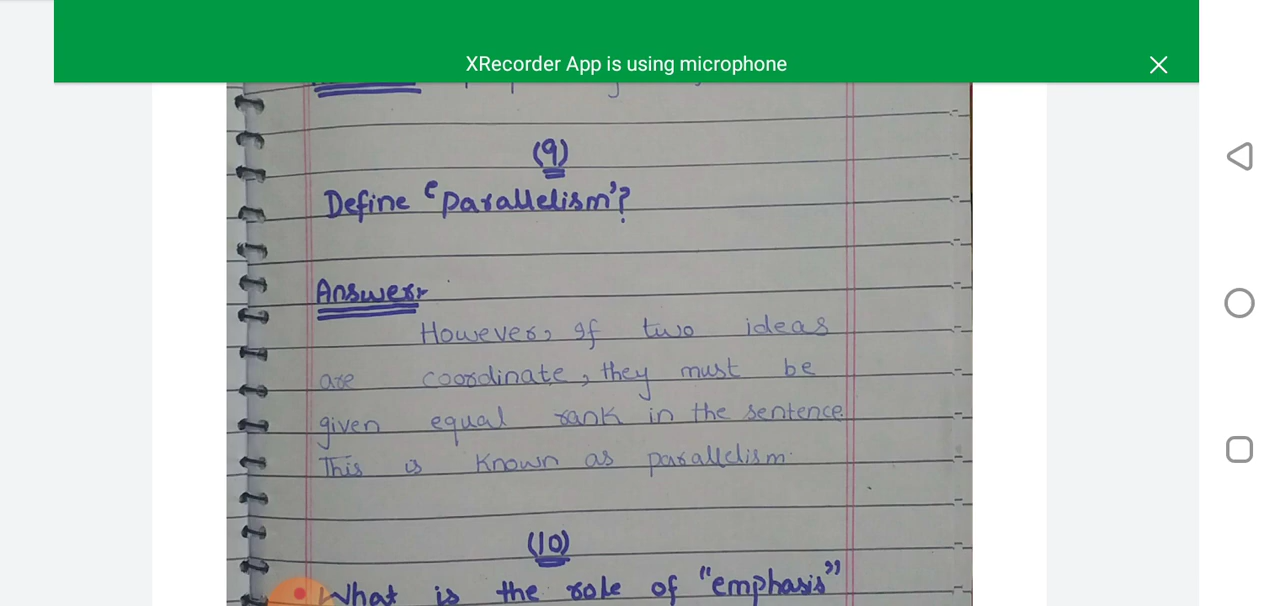 XRecorder App is using microphone
(9)
Define "Parallelism"?
Answer:-
However, If two ideas
are coordinate, they must be
given equal rank in the sentence.
This is known as parallelism.
(10)
What is the role of "emphasis"